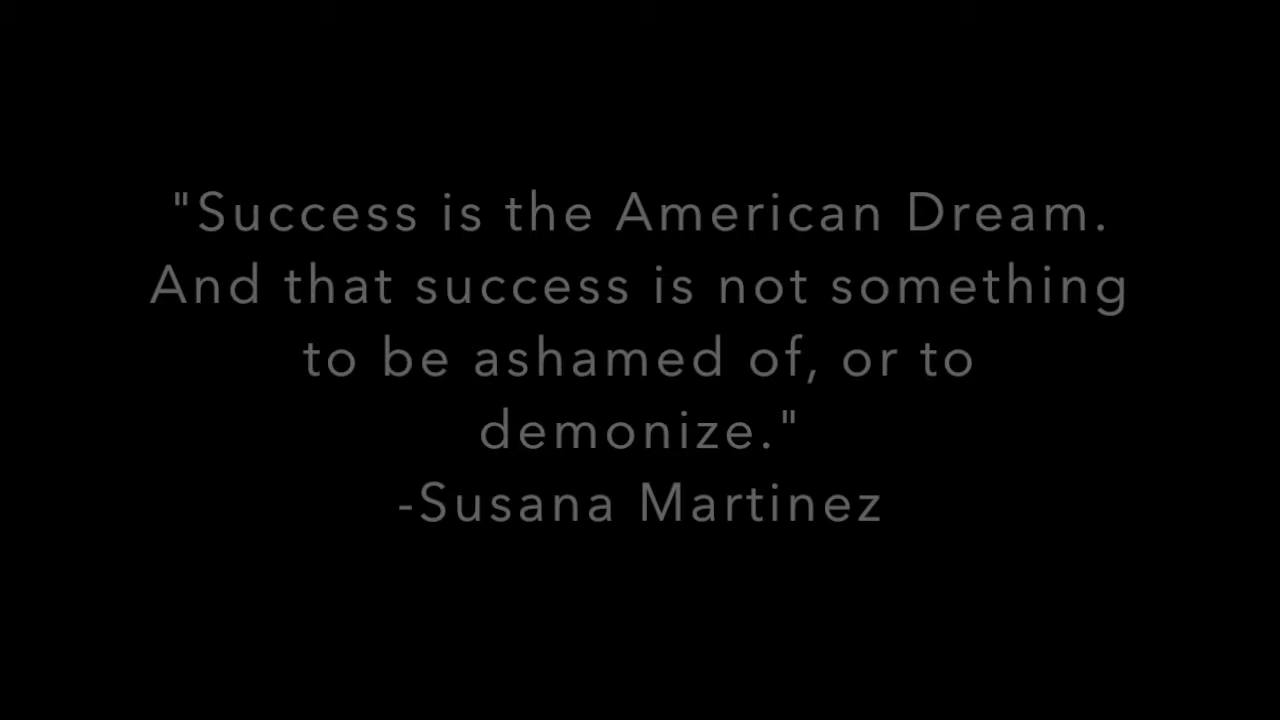 "Success is the American Dream.
And that success is not something
to be ashamed of, or to
demonize."
-Susana Martinez